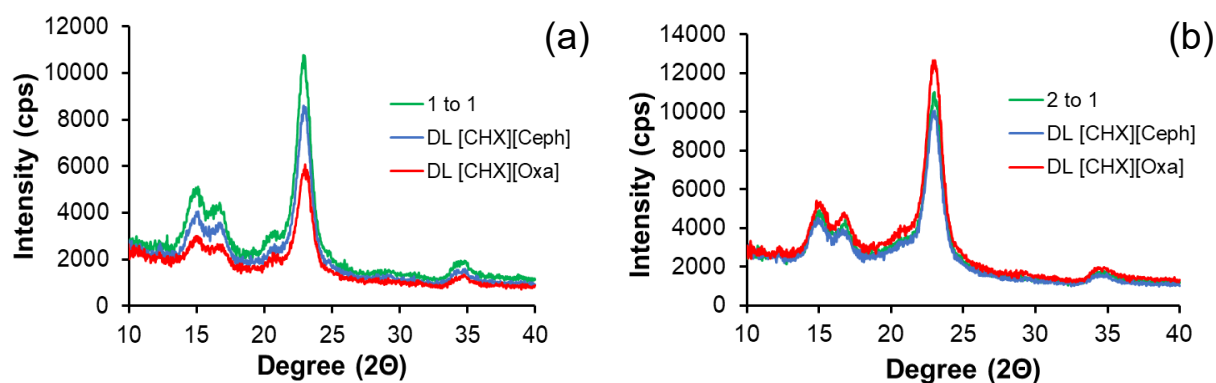 (a)
Intensity (cps)
12000
10000
8000
6000
4000
2000
0
1 to 1
DL [CHX][Ceph]
DL [CHX][Oxa]
10 15 20 25 30 35 40
Degree (2Θ)
(b)
Intensity (cps)
14000
12000
10000
8000
6000
4000
2000
0
2 to 1
DL [CHX][Ceph]
DL [CHX][Oxa]
10 15 20 25 30 35 40
Degree (2Θ)